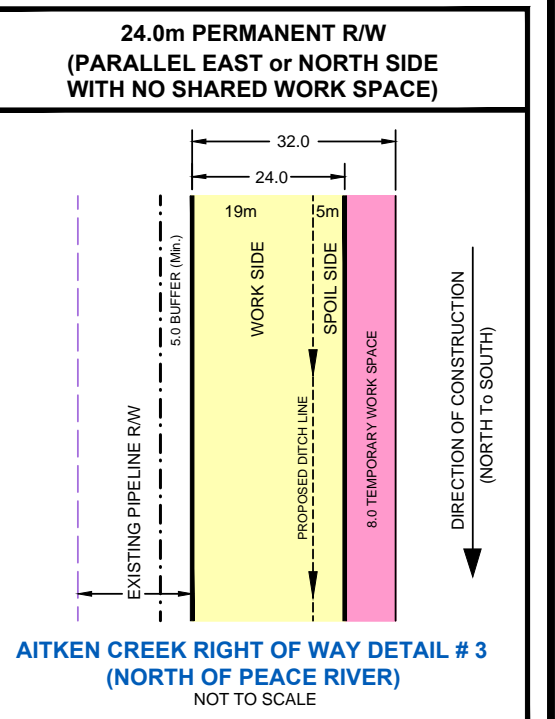 24.0m PERMANENT R/W
(PARALLEL EAST or NORTH SIDE
WITH NO SHARED WORK SPACE)
32.0
24.0
19m
5m
5.0 BUFFER (Min.)
WORK SIDE
SPOIL SIDE
EXISTING PIPELINE R/W
PROPOSED DITCH LINE
8.0 TEMPORARY WORK SPACE
DIRECTION OF CONSTRUCTION
(NORTH To SOUTH)
AITKEN CREEK RIGHT OF WAY DETAIL # 3
(NORTH OF PEACE RIVER)
NOT TO SCALE